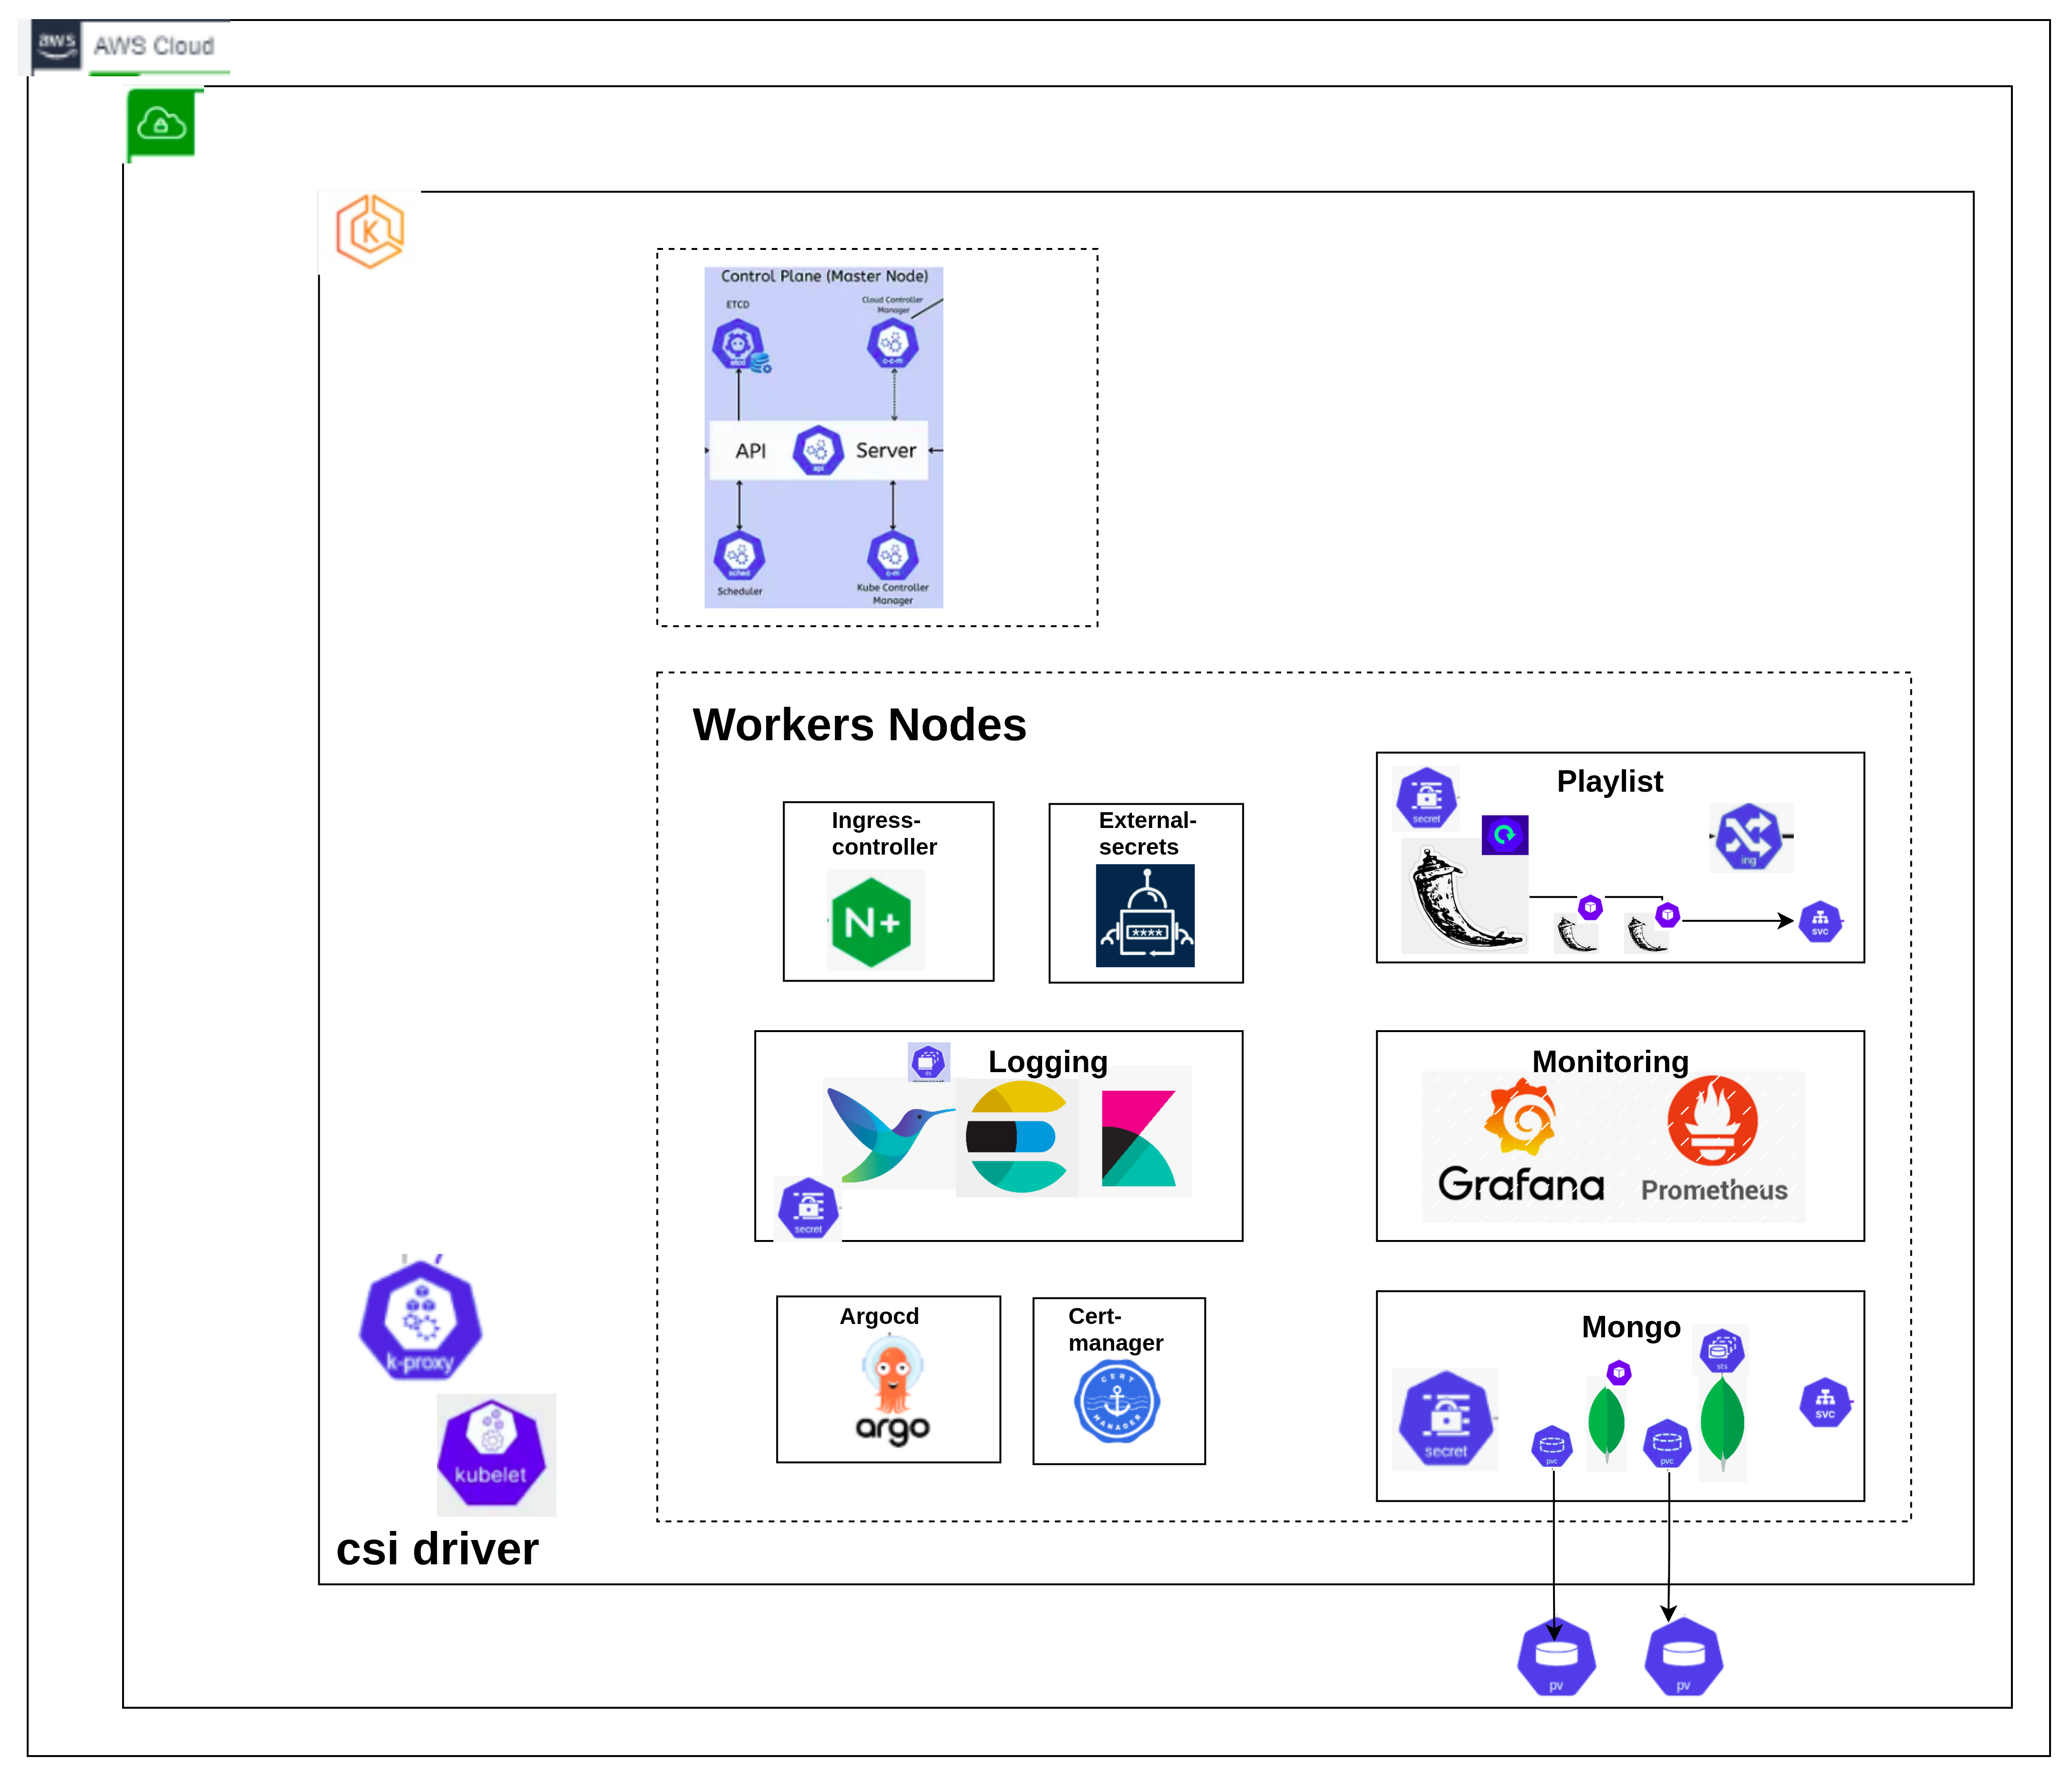 aws
AWS Cloud
K
Control Plane (Master Node)
ETCD
Cloud Controller
Manager
etcd
c-c-m
API
Server
api
sched
c-m
Scheduler
Kube Controller
Manager
Workers Nodes
Ingress-
controller
N+
External-
secrets
****
Playlist
secret
ing
svc
Logging
ds
secret
Monitoring
Grafana
Prometheus
Argocd
argo
Cert-
manager
CERT
MANAGER
Mongo
secret
pvc
pvc
sts
svc
k-proxy
kubelet
csi driver
pv
pv